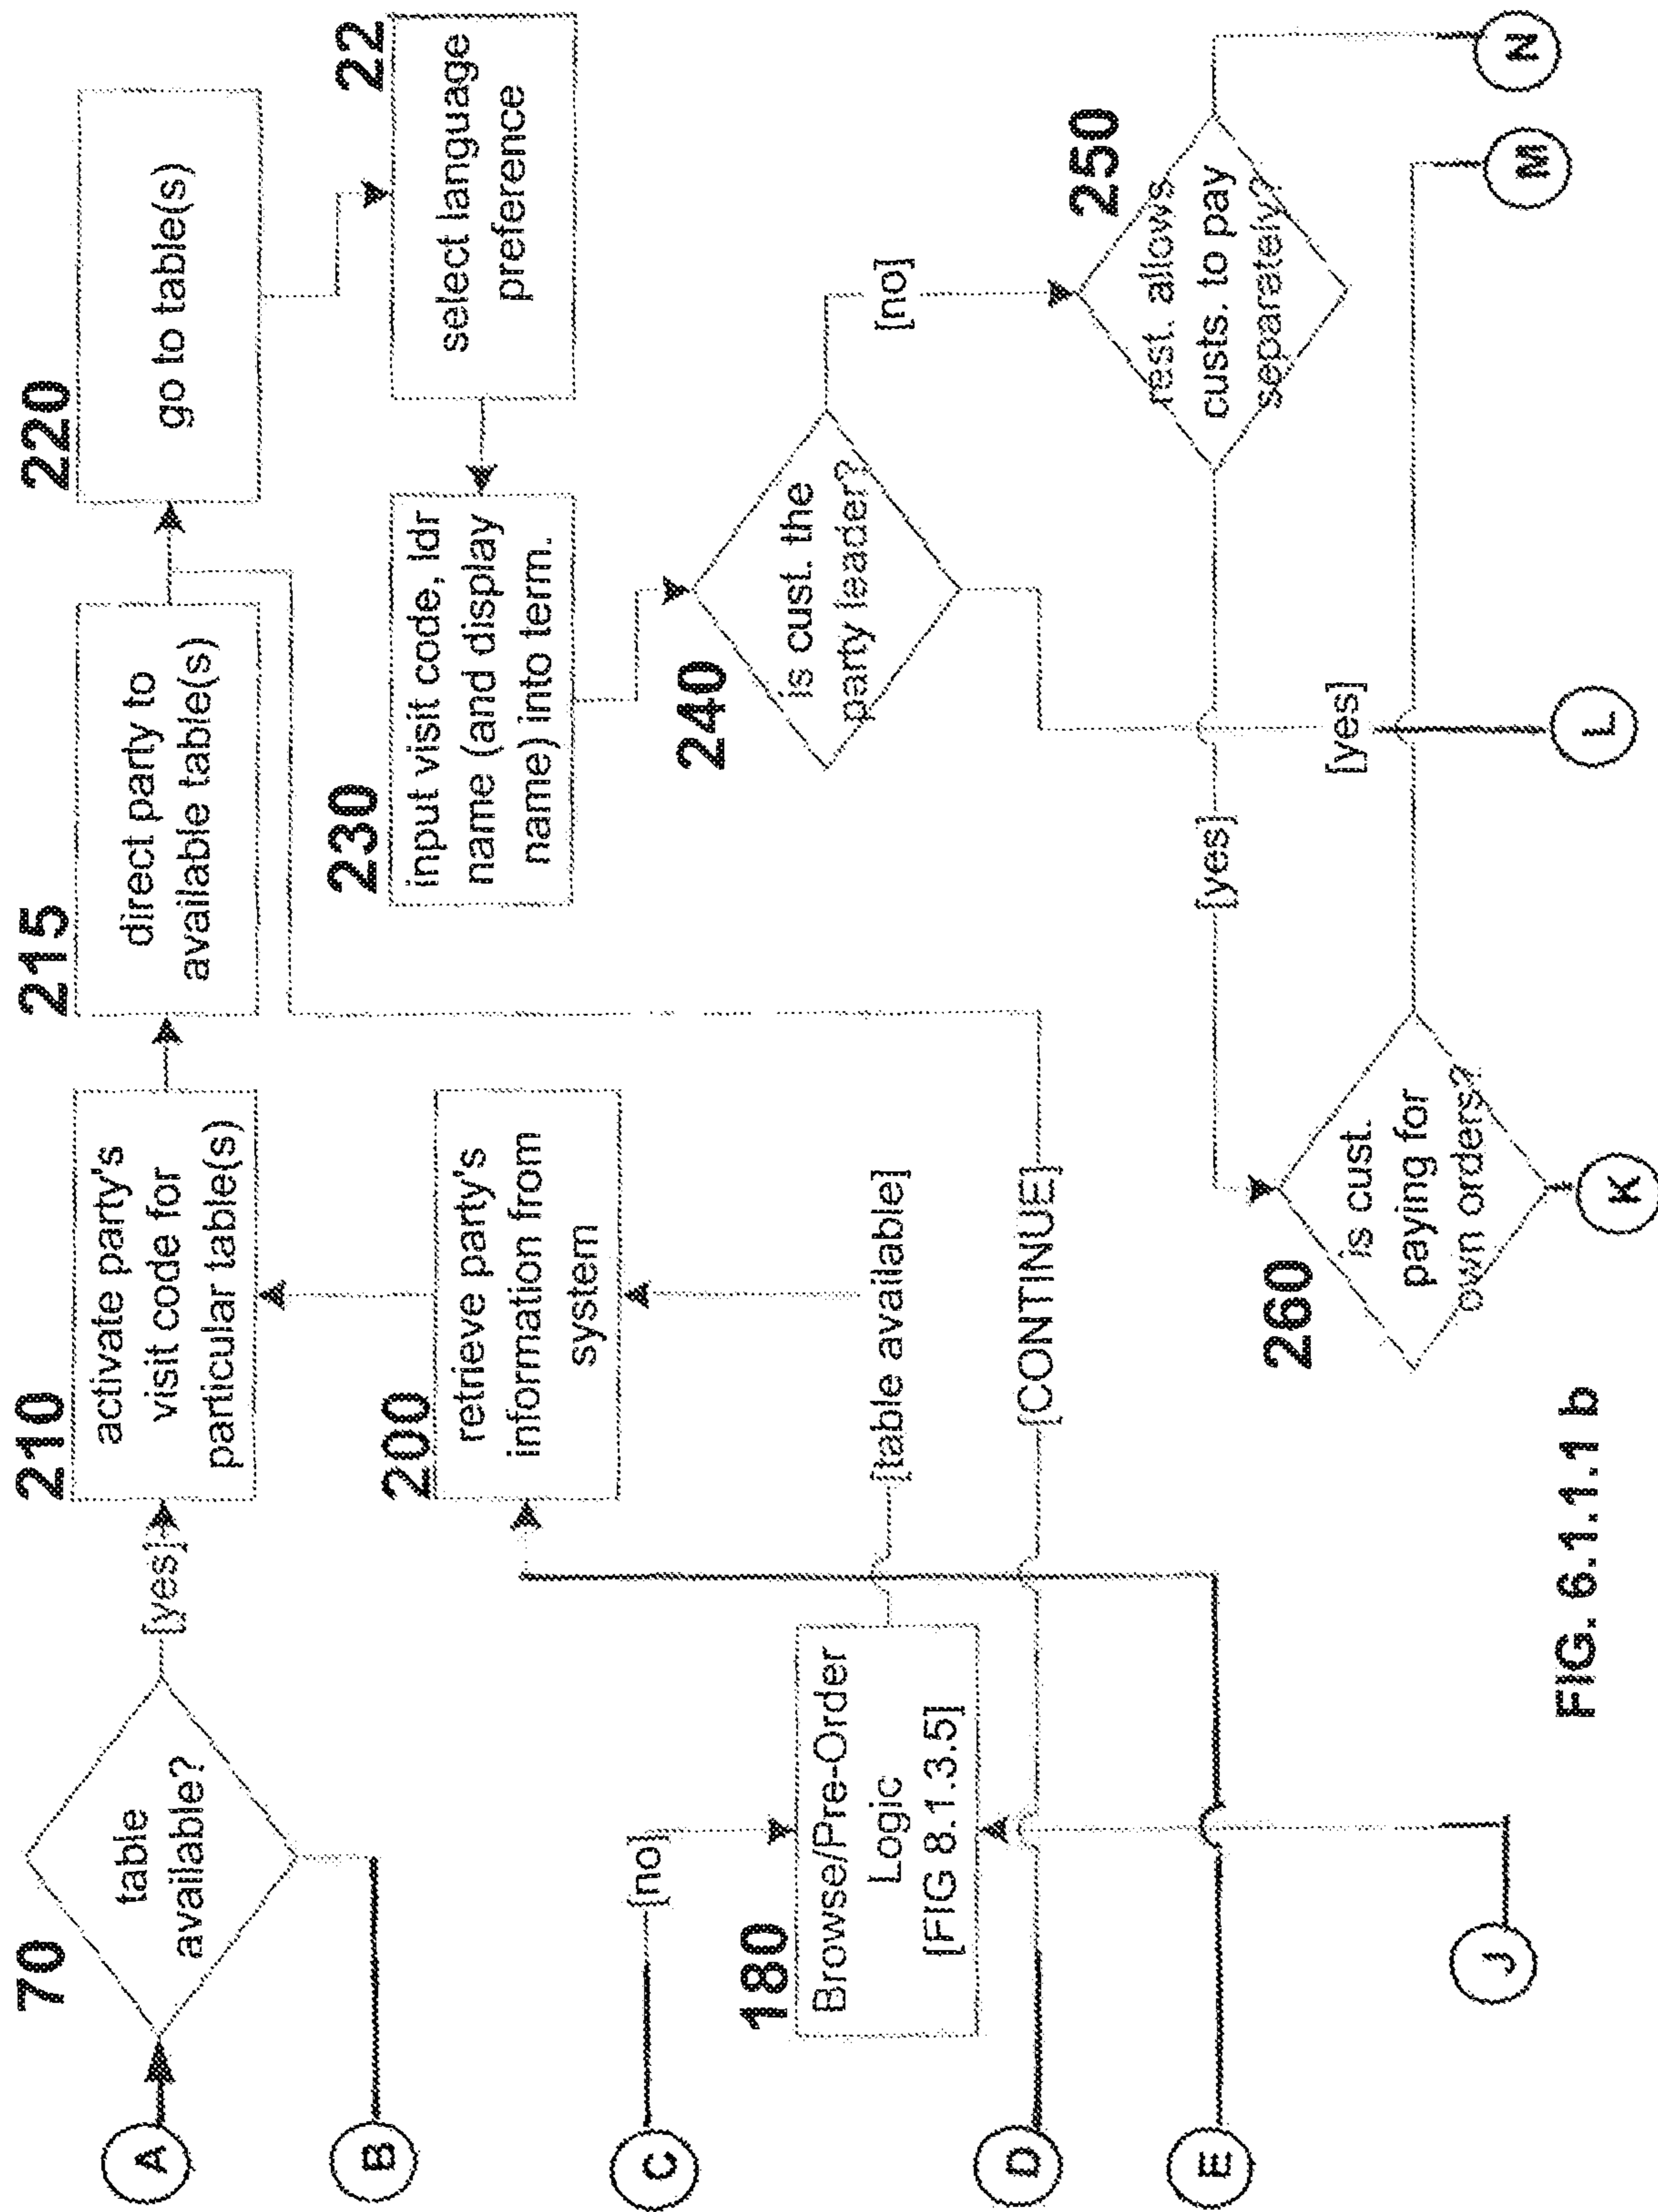 70
210
215
220
A
table
available?
[yes]
activate party's
visit code for
particular table(s)
direct party to
available table(s)
go to table(s)
B
200
230
22
retrieve party's
information from
system
input visit code, ldr
name (and display
name) into term.
select language
preference
C
[no]
180
Browse/Pre-Order
Logic
[FIG 8.1.3.5]
[table available]
240
is cust. the
party leader?
[no]
D
[CONTINUE]
250
rest. allows
custs. to pay
separately?
E
[yes]
260
is cust.
paying for
own orders?
[yes]
J
K
L
M
N
FIG. 6.1.1.1b